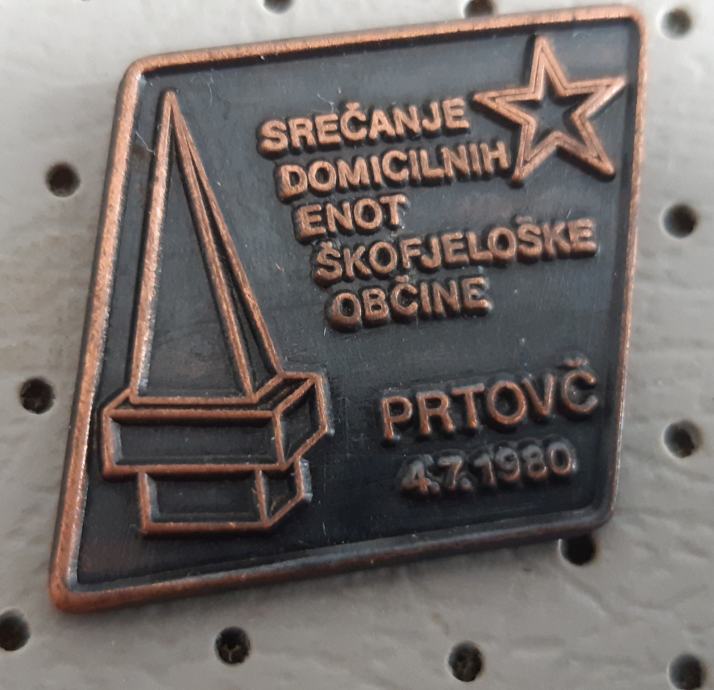 SREČANJE
DOMICILNIH
ENOT
ŠKOFJELOŠKE
OBČINE
PRTOVČ
4.7.1980